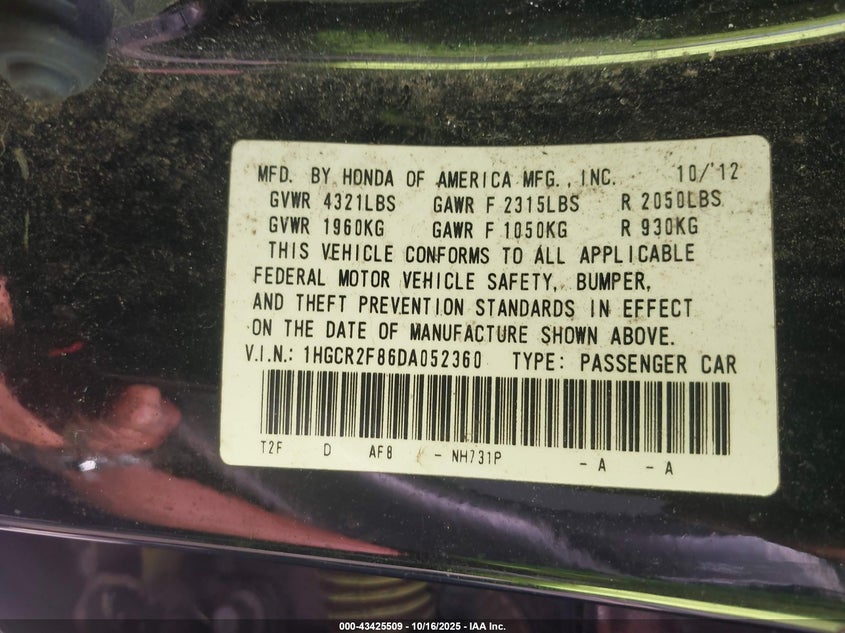 MFD. BY HONDA OF AMERICA MFG., INC. 10/'12
GVWR 4321LBS GAWR F 2315LBS R 2050LBS
GVWR 1960KG GAWR F 1050KG R 930KG
THIS VEHICLE CONFORMS TO ALL APPLICABLE
FEDERAL MOTOR VEHICLE SAFETY, BUMPER,
AND THEFT PREVENTION STANDARDS IN EFFECT
ON THE DATE OF MANUFACTURE SHOWN ABOVE.
V.I.N.: 1HGCR2F86DA052360 TYPE: PASSENGER CAR
T2F D AF8 - NH731P - A - A
000-43425509 - 10/16/2025 - IAA Inc.